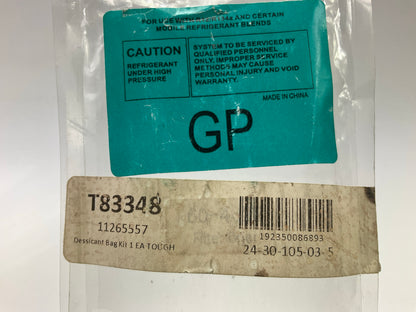 FOR USE WITH R134a AND CERTAIN
MOBILE REFRIGERANT BLENDS
CAUTION
REFRIGERANT
UNDER HIGH
PRESSURE
SYSTEM TO BE SERVICED BY
QUALIFIED PERSONNEL
ONLY, IMPROPER SERVICE
METHODS MAY CAUSE
PERSONAL INJURY AND VOID
WARRANTY.
MADE IN CHINA
GP
T83348
11265557
Dessicant Bag Kit 1 EA TOUGH
192350086893
24-30-105-03-5